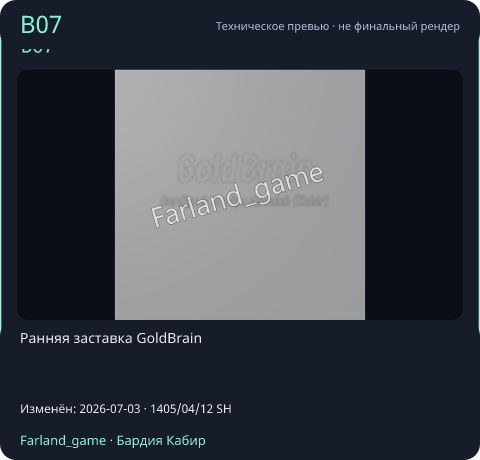 B07
Техническое превью · не финальный рендер
B07
GoldBrain
Farland_game
Ранняя заставка GoldBrain
Изменён: 2026-07-03 · 1405/04/12 SH
Farland_game · Бардия Кабир